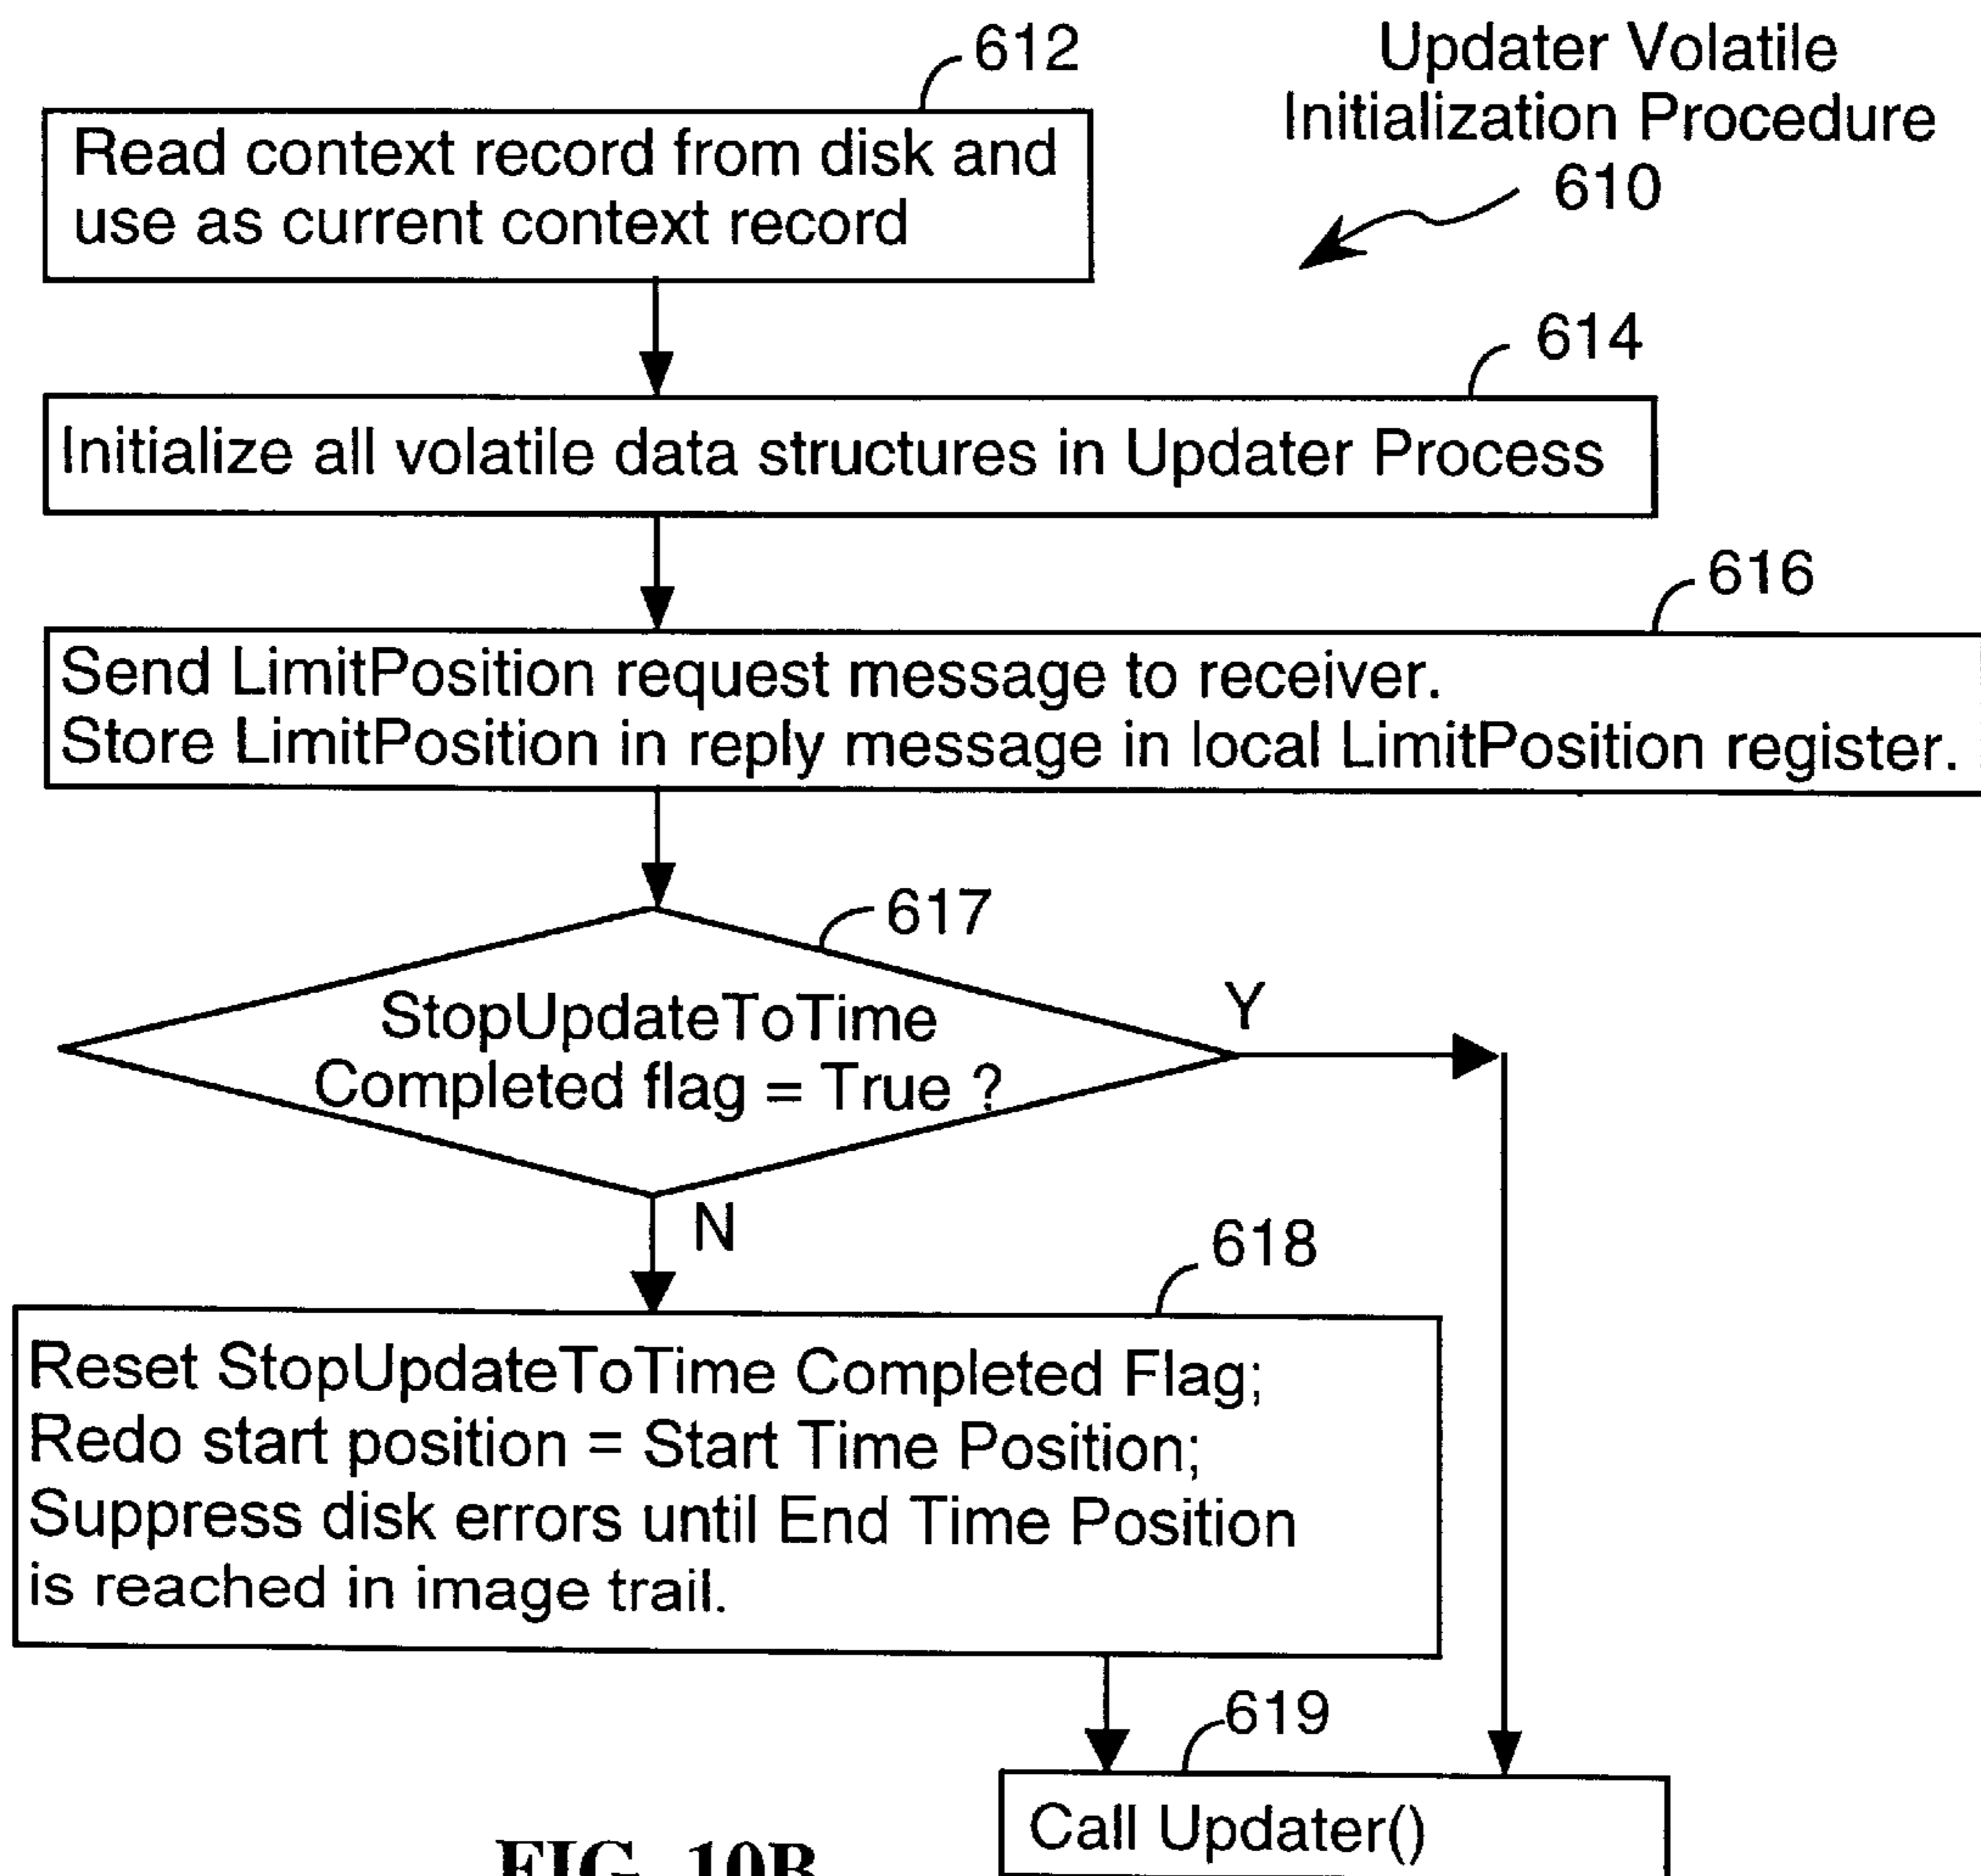 612
Updater Volatile
Initialization Procedure
610
Read context record from disk and
use as current context record
614
Initialize all volatile data structures in Updater Process
616
Send LimitPosition request message to receiver.
Store LimitPosition in reply message in local LimitPosition register.
617
StopUpdateToTime
Completed flag = True ?
Y
N
618
Reset StopUpdateToTime Completed Flag;
Redo start position = Start Time Position;
Suppress disk errors until End Time Position
is reached in image trail.
619
Call Updater()
FIG. 10B